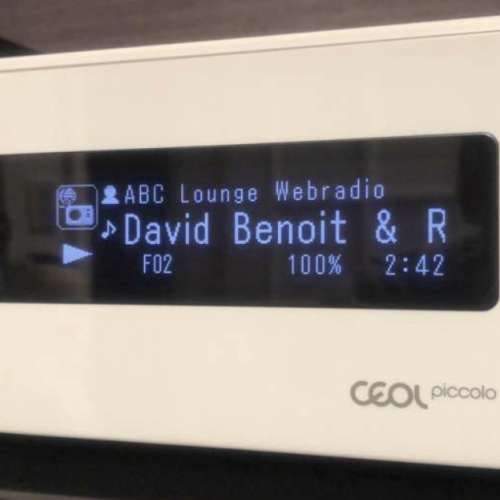 ABC Lounge Webradio
David Benoit & R
F02 100% 2:42
CEOL piccolo